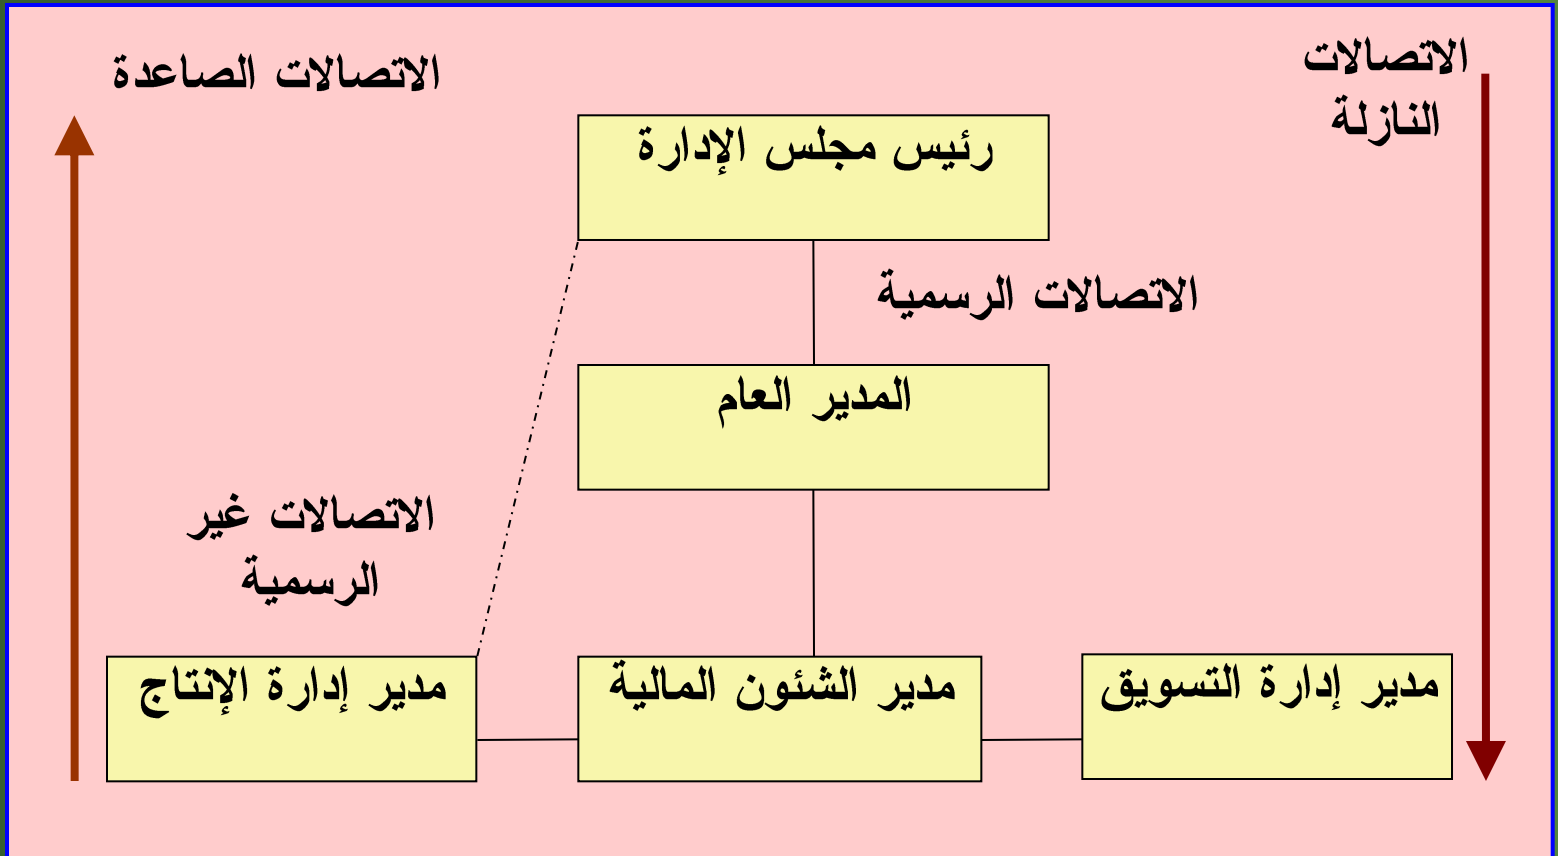 الاتصالات
النازلة
الاتصالات الصاعدة
رئيس مجلس الإدارة
الاتصالات الرسمية
المدير العام
الاتصالات غير
الرسمية
مدير إدارة التسويق
مدير الشئون المالية
مدير إدارة الإنتاج